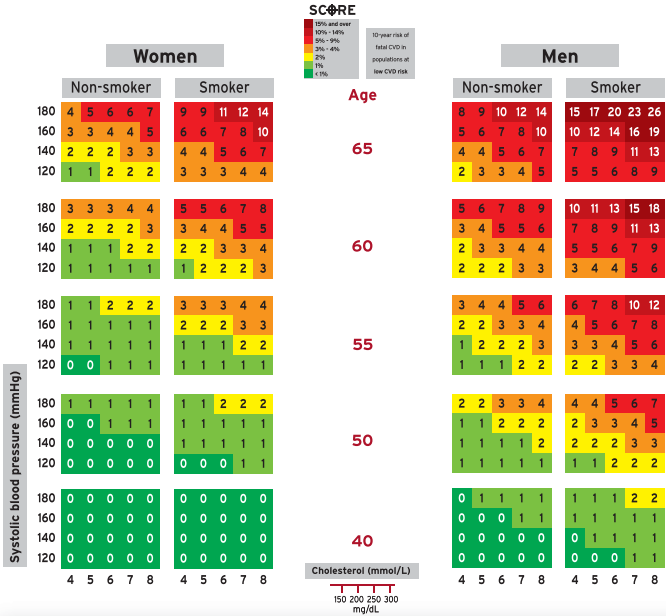 SCORE
15% and over
10% - 14%
5% - 9%
3% - 4%
2%
1%
< 1%
10-year risk of
fatal CVD in
populations at
low CVD risk
Women
Men
Non-smoker Smoker Age Non-smoker Smoker
180 4 5 6 6 7 9 9 11 12 14 8 9 10 12 14 15 17 20 23 26
160 3 3 4 4 5 6 6 7 8 10 5 6 7 8 10 10 12 14 16 19
65
140 2 2 2 3 3 4 4 5 6 7 4 4 5 6 7 7 8 9 11 13
120 1 1 2 2 2 3 3 3 4 4 2 3 3 4 5 5 5 6 8 9
180 3 3 3 4 4 5 5 6 7 8 5 6 7 8 9 10 11 13 15 18
160 2 2 2 2 3 3 4 4 5 5 3 4 5 5 6 7 8 9 11 13
60
140 1 1 1 2 2 2 2 3 3 4 2 3 3 4 4 5 5 6 7 9
120 1 1 1 1 1 1 2 2 2 3 2 2 2 3 3 3 4 4 5 6
180 1 1 2 2 2 3 3 3 4 4 3 4 4 5 6 6 7 8 10 12
160 1 1 1 1 1 2 2 2 3 3 2 2 3 3 4 4 5 6 7 8
55
140 1 1 1 1 1 1 1 1 2 2 1 2 2 2 3 3 3 4 5 6
120 0 0 1 1 1 1 1 1 1 1 1 1 1 2 2 2 2 3 3 4
180 1 1 1 1 1 1 1 2 2 2 2 2 3 3 4 4 4 5 6 7
160 0 0 1 1 1 1 1 1 1 1 1 1 2 2 2 2 3 3 4 5
50
140 0 0 0 0 0 1 1 1 1 1 1 1 1 1 2 2 2 2 3 3
120 0 0 0 0 0 0 0 0 1 1 1 1 1 1 1 1 1 2 2 2
180 0 0 0 0 0 0 0 0 0 0 0 1 1 1 1 1 1 1 2 2
160 0 0 0 0 0 0 0 0 0 0 0 0 0 1 1 1 1 1 1 1
40
140 0 0 0 0 0 0 0 0 0 0 0 0 0 0 0 0 1 1 1 1
120 0 0 0 0 0 0 0 0 0 0 0 0 0 0 0 0 0 0 1 1
4 5 6 7 8 4 5 6 7 8 4 5 6 7 8 4 5 6 7 8
Systolic blood pressure (mmHg)
Cholesterol (mmol/L)
150 200 250 300
mg/dL